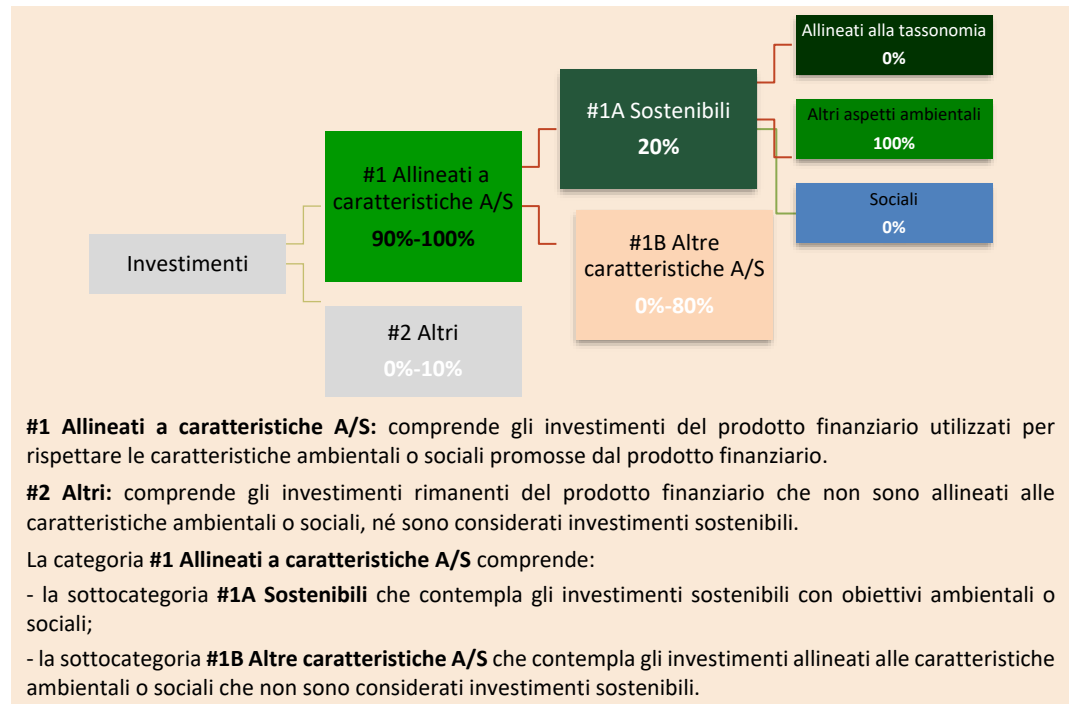 Investimenti
#1 Allineati a
caratteristiche A/S
90%-100%
#2 Altri
0%-10%
#1A Sostenibili
20%
#1B Altre
caratteristiche A/S
0%-80%
Allineati alla tassonomia
0%
Altri aspetti ambientali
100%
Sociali
0%
#1 Allineati a caratteristiche A/S: comprende gli investimenti del prodotto finanziario utilizzati per
rispettare le caratteristiche ambientali o sociali promosse dal prodotto finanziario.
#2 Altri: comprende gli investimenti rimanenti del prodotto finanziario che non sono allineati alle
caratteristiche ambientali o sociali, né sono considerati investimenti sostenibili.
La categoria #1 Allineati a caratteristiche A/S comprende:
- la sottocategoria #1A Sostenibili che contempla gli investimenti sostenibili con obiettivi ambientali o
sociali;
- la sottocategoria #1B Altre caratteristiche A/S che contempla gli investimenti allineati alle caratteristiche
ambientali o sociali che non sono considerati investimenti sostenibili.